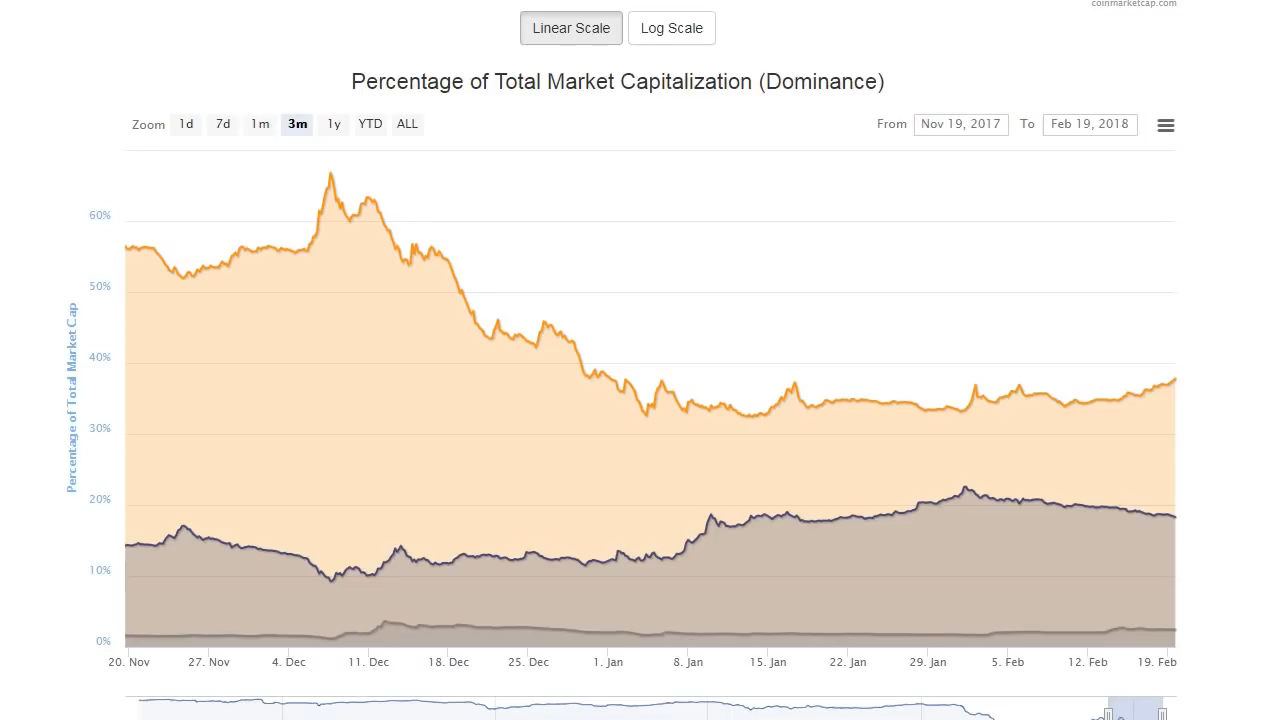 coinmarketcap.com
Linear Scale Log Scale
Percentage of Total Market Capitalization (Dominance)
Zoom 1d 7d 1m 3m 1y YTD ALL From Nov 19, 2017 To Feb 19, 2018
Percentage of Total Market Cap
60%
50%
40%
30%
20%
10%
0%
20. Nov 27. Nov 4. Dec 11. Dec 18. Dec 25. Dec 1. Jan 8. Jan 15. Jan 22. Jan 29. Jan 5. Feb 12. Feb 19. Feb